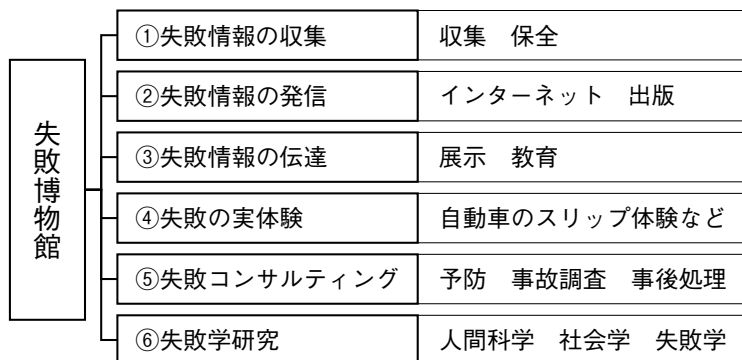 失敗博物館
①失敗情報の収集 収集 保全
②失敗情報の発信 インターネット 出版
③失敗情報の伝達 展示 教育
④失敗の実体験 自動車のスリップ体験など
⑤失敗コンサルティング 予防 事故調査 事後処理
⑥失敗学研究 人間科学 社会学 失敗学